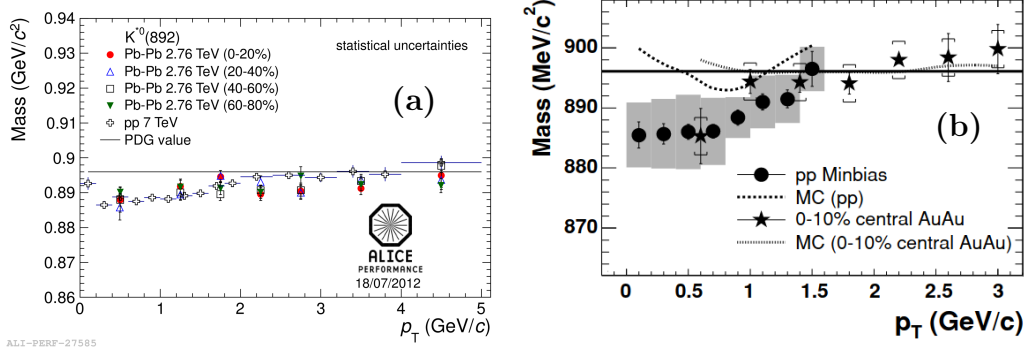 0.94
0.93
0.92
0.91
0.9
0.89
0.88
0.87
0.86
Mass (GeV/c²)
K*⁰(892)
Pb-Pb 2.76 TeV (0-20%)
Pb-Pb 2.76 TeV (20-40%)
Pb-Pb 2.76 TeV (40-60%)
Pb-Pb 2.76 TeV (60-80%)
pp 7 TeV
PDG value
statistical uncertainties
(a)
ALICE
PERFORMANCE
18/07/2012
0 1 2 3 4 5
p_T (GeV/c)
ALI-PERF-27585
900
890
880
870
Mass (MeV/c²)
(b)
pp Minbias
MC (pp)
0-10% central AuAu
MC (0-10% central AuAu)
0 0.5 1 1.5 2 2.5 3
p_T (GeV/c)